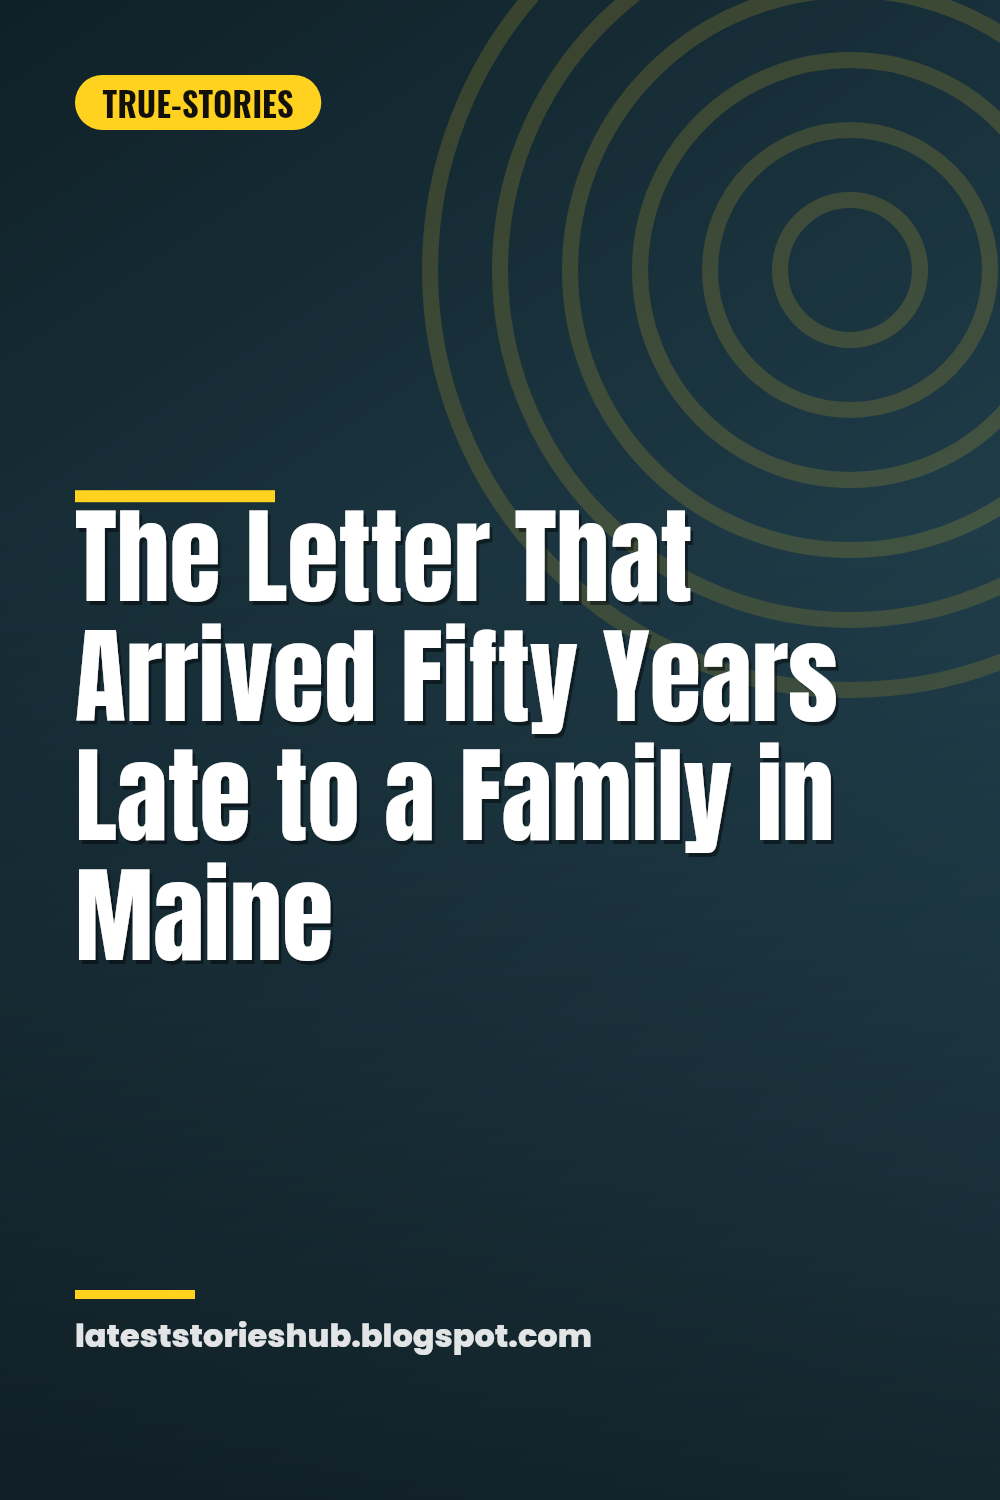 TRUE-STORIES
The Letter That
Arrived Fifty Years
Late to a Family in
Maine
lateststorieshub.blogspot.com